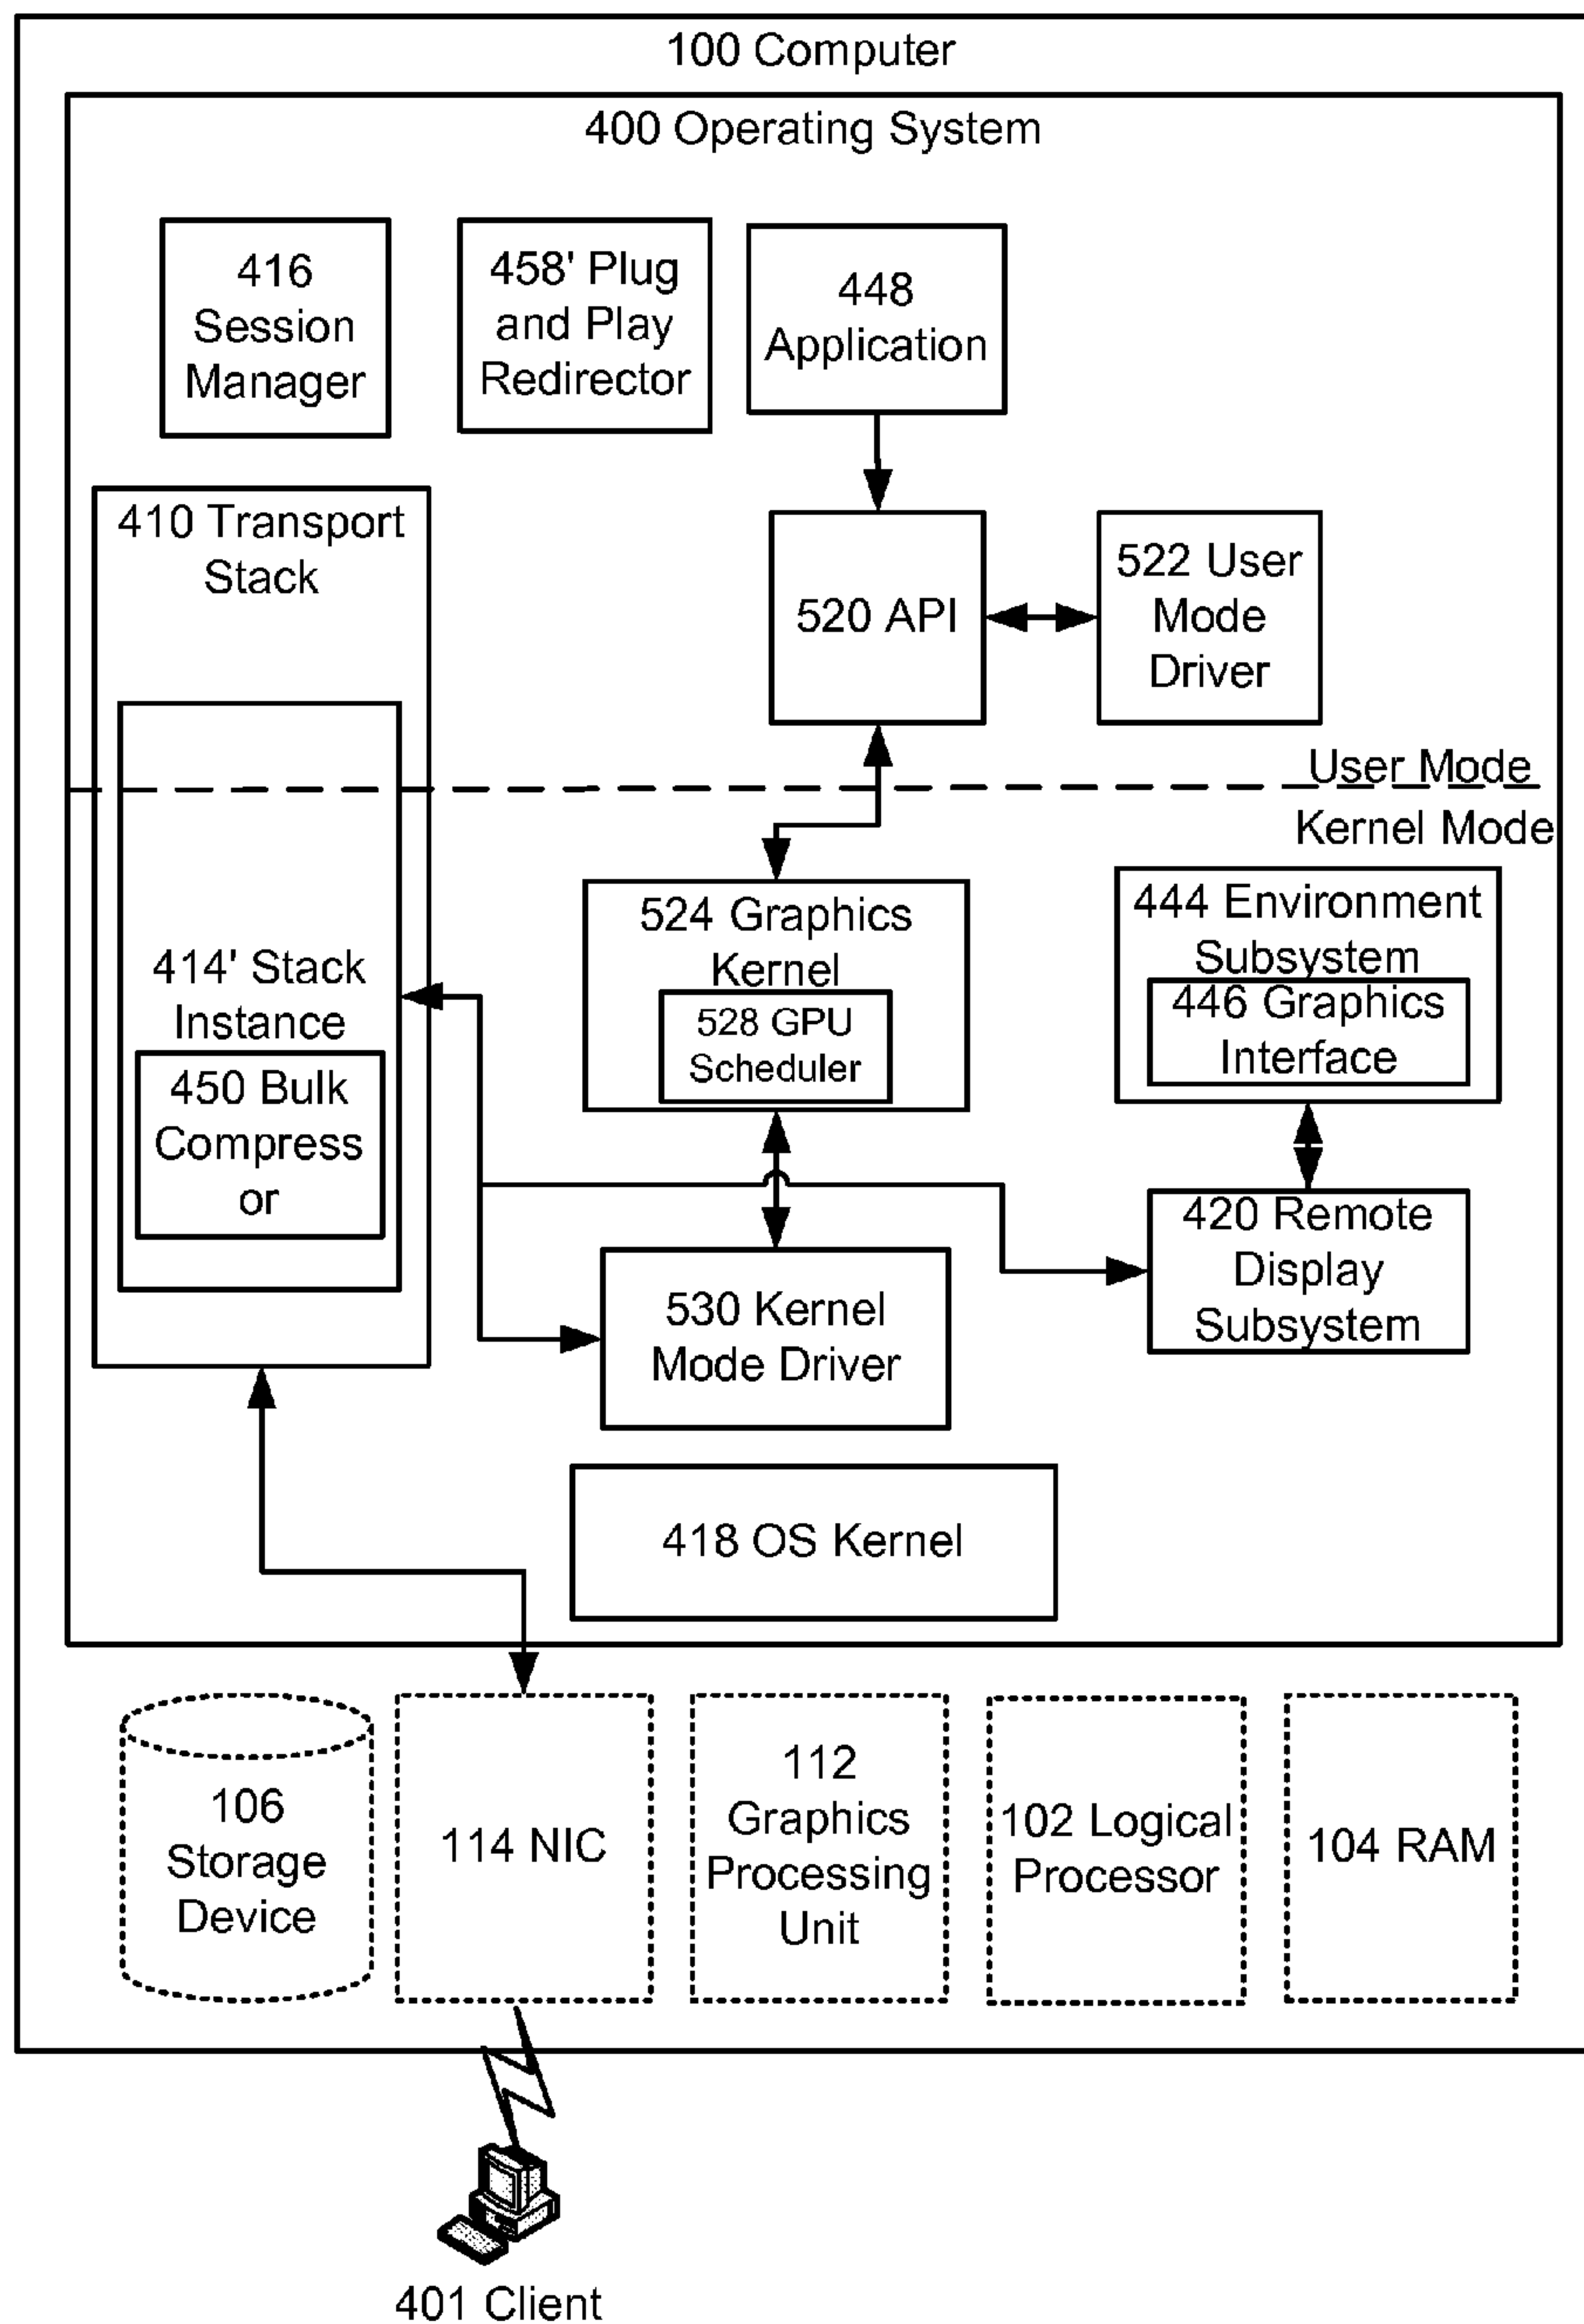 100 Computer
400 Operating System
416
Session
Manager
458' Plug
and Play
Redirector
448
Application
410 Transport
Stack
520 API
522 User
Mode
Driver
User Mode
Kernel Mode
414' Stack
Instance
450 Bulk
Compress
or
524 Graphics
Kernel
528 GPU
Scheduler
444 Environment
Subsystem
446 Graphics
Interface
530 Kernel
Mode Driver
420 Remote
Display
Subsystem
418 OS Kernel
106
Storage
Device
114 NIC
112
Graphics
Processing
Unit
102 Logical
Processor
104 RAM
401 Client